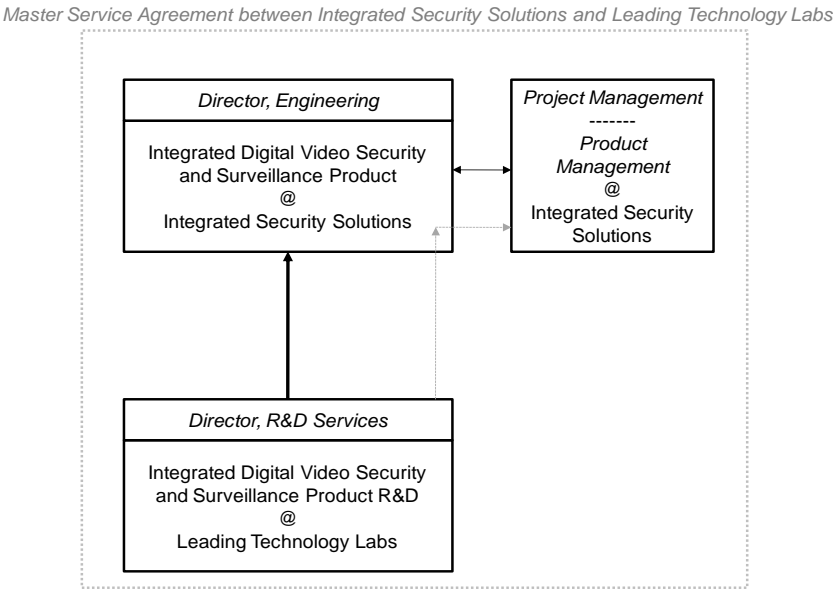 Master Service Agreement between Integrated Security Solutions and Leading Technology Labs
Director, Engineering
Integrated Digital Video Security
and Surveillance Product
@
Integrated Security Solutions
Project Management
-------
Product
Management
@
Integrated Security
Solutions
Director, R&D Services
Integrated Digital Video Security
and Surveillance Product R&D
@
Leading Technology Labs